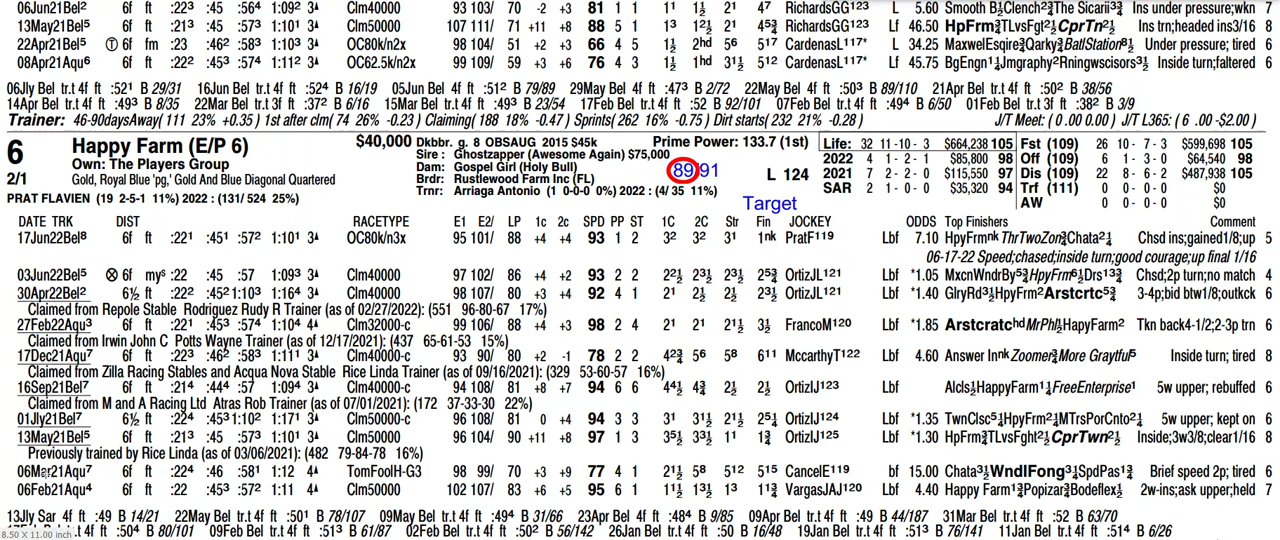 06Jun21Bel² 6f ft :22³ :45 :56⁴ 1:09² 3▲ Clm40000 93 103/ 70 -2 +3 81 1 1 1 1½ 21 47 RichardsGG123 L 5.60 Smooth B½Clench2¾The Sicarii3¾ Ins under pressure;wkn 7
13May21Bel⁵ 6f ft :21³ :45 :57³ 1:10¹ 3▲ Clm50000 107 111/ 71 +11 +8 88 5 1 1³ 12½ 21 45¾ RichardsGG123 Lf 46.50 HpFrm¾TLvsFgt2½CprTn2½ Ins trn;headed ins3/16 8
22Apr21Bel⁵ Ⓣ 6f fm :23 :46² :58³ 1:10³ 3▲ OC80k/n2x 98 104/ 51 +2 +3 66 4 5 1½ 2hd 56 517 CardenasL117* L 34.25 MaxwelEsqire¾Qarky¾BatlStation8½ Under pressure; tired 6
08Apr21Aqu⁶ 6f ft :22² :45³ :57⁴ 1:11² 3▲ OC62.5k/n2x 99 109/ 59 +3 +6 76 4 3 1½ 1hd 31½ 512 CardenasL117* Lf 45.75 BgEngn1¼Jmgraphy2Rningwscisors3½ Inside turn;faltered 6
06Jly Bel tr.t 4f ft :52¹ B 29/31 16Jun Bel tr.t 4f ft :52⁴ B 16/19 05Jun Bel tr.t 4f ft :51² B 79/89 29May Bel tr.t 4f ft :47³ B 2/72 22May Bel tr.t 4f ft :50³ B 89/110 21Apr Bel tr.t 4f ft :50² B 38/56
14Apr Bel tr.t 4f ft :49³ B 8/35 22Mar Bel tr.t 3f ft :37² B 6/16 15Mar Bel tr.t 4f ft :49³ B 23/54 17Feb Bel tr.t 4f ft :52 B 92/101 07Feb Bel tr.t 4f ft :49⁴ B 6/50 01Feb Bel tr.t 3f ft :38² B 3/9
Trainer: 46-90daysAway( 111 23% +0.35 ) 1st after clm( 74 26% -0.23 ) Claiming( 188 18% -0.47 ) Sprints( 262 16% -0.75 ) Dirt starts( 232 21% -0.28 ) J/T Meet: ( 0 .00 0.00 ) J/T L365: ( 6 .00 -$2.00 )
6 Happy Farm (E/P 6) $40,000 Dkbbr. g. 8 OBSAUG 2015 $45k Prime Power: 133.7 (1st) Life: 32 11 - 10 - 3 $664,238 105 Fst (109) 26 10 - 7 - 3 $599,698 105
Own: The Players Group Sire : Ghostzapper (Awesome Again) $75,000 2022 4 1 - 2 - 1 $85,800 98 Off (109) 6 1 - 3 - 0 $64,540 98
2/1 Gold, Royal Blue 'pg,' Gold And Blue Diagonal Quartered Dam: Gospel Girl (Holy Bull) 89/91 L 124 2021 7 2 - 2 - 0 $115,550 97 Dis (109) 22 8 - 6 - 2 $487,938 105
Brdr: Rustlewood Farm Inc (FL) SAR 2 1 - 0 - 0 $35,320 94 Trf (111) 0 0 - 0 - 0 $0
PRAT FLAVIEN (19 2-5-1 11%) 2022 : (131/ 524 25%) Trnr: Arriaga Antonio (1 0-0-0 0%) 2022 : (4/ 35 11%) Target AW 0 0 - 0 - 0 $0
DATE TRK DIST RACETYPE E1 E2/ LP 1c 2c SPD PP ST 1C 2C Str Fin JOCKEY ODDS Top Finishers Comment
17Jun22Bel⁸ 6f ft :22¹ :45¹ :57² 1:10¹ 3▲ OC80k/n3x 95 101/ 88 +4 +4 93 1 2 32 32 31 1nk PratF119 Lbf 7.10 HpyFrmnk ThrTwoZon¾Chata2¼ Chsd ins;gained1/8;up 5
06-17-22 Speed;chased;inside turn;good courage;up final 1/16
03Jun22Bel⁵ ⊗ 6f myˢ :22 :45 :57 1:09³ 3▲ Clm40000 97 102/ 86 +4 +2 93 2 2 22½ 23½ 23½ 25¾ OrtizJL121 Lbf *1.05 MxcnWndrBy5¾HpyFrm6½Drs13¾ Chsd;2p turn;no match 4
30Apr22Bel² 6½ ft :22² :45² 1:10³ 1:16⁴ 3▲ Clm40000 98 107/ 80 +3 +4 92 4 1 21 2½ 2½ 23½ OrtizJL121 Lbf *1.40 GlryRd3½HpyFrm2Arstcrtc5¾ 3-4p;bid btw1/8;outkck 6
Claimed from Repole Stable Rodriguez Rudy R Trainer (as of 02/27/2022): (551 96-80-67 17%)
27Feb22Aqu³ 6f ft :22¹ :45³ :57⁴ 1:10⁴ 4▲ Clm32000-c 99 106/ 88 +4 +3 98 2 4 21 21 21½ 3½ FrancoM120 Lbf *1.85 ArstcratchdMrPhl½HapyFarm2 Tkn back4-1/2;2-3p trn 6
Claimed from Irwin John C Potts Wayne Trainer (as of 12/17/2021): (437 65-61-53 15%)
17Dec21Aqu⁷ 6f ft :22³ :46² :58³ 1:11¹ 3▲ Clm40000-c 93 90/ 80 +2 -1 78 2 2 42¾ 56 58 611 MccarthyT122 Lbf 4.60 Answer Innk Zoomer¾More Grayful5 Inside turn; tired 8
Claimed from Zilla Racing Stables and Acqua Nova Stable Rice Linda Trainer (as of 09/16/2021): (329 53-60-57 16%)
16Sep21Bel⁷ 6f ft :21⁴ :44⁴ :57 1:09⁴ 3▲ Clm40000-c 94 108/ 81 +8 +7 94 6 6 44½ 4¾ 2½ 2½ OrtizIJ123 Lbf Alcls½HappyFarm1¼FreeEnterprise1 5w upper; rebuffed 6
Claimed from M and A Racing Ltd Atras Rob Trainer (as of 07/01/2021): (172 37-33-30 22%)
01Jly21Bel⁷ 6½ ft :22⁴ :45³ 1:10² 1:17¹ 3▲ Clm50000-c 96 108/ 81 0 +4 94 3 3 31 31½ 21½ 25¼ OrtizIJ124 Lbf *1.35 TwnClsc5¼HpyFrm2¼MTrsPorCnto2¼ 5w upper; kept on 6
13May21Bel⁵ 6f ft :21³ :45 :57³ 1:10¹ 3▲ Clm50000 96 104/ 90 +11 +8 97 1 3 35½ 33½ 11 1¾ OrtizIJ125 Lbf *1.30 HpFrm¾TLvsFght2½CprTwn2½ Inside;3w3/8;clear1/16 8
Previously trained by Rice Linda (as of 03/06/2021): (482 79-84-78 16%)
06Mar21Aqu⁷ 6f ft :22⁴ :46 :58¹ 1:12 4▲ TomFoolH-G3 98 99/ 70 +3 +9 77 4 1 21½ 58 512 515 CancelE119 bf 15.00 Chata3½WndlFong3¼SpdPas1¾ Brief speed 2p; tired 6
06Feb21Aqu⁴ 6f ft :22 :45³ :57² 1:11 4▲ Clm50000 102 107/ 83 +6 +5 95 6 1 11½ 13½ 13 11¾ VargasJAJ120 Lbf 4.40 Happy Farm1¾Popizar¾Bodeflex½ 2w-ins;ask upper;held 7
13Jly Sar 4f ft :49 B 14/21 22May Bel tr.t 4f ft :50¹ B 78/107 09May Bel tr.t 4f ft :49⁴ B 31/66 23Apr Bel 4f ft :48⁴ B 9/85 09Apr Bel 4f ft :49 B 44/187 31Mar Bel tr.t 4f ft :52 B 63/70
tr.t 4f ft :50⁴ B 80/101 09Feb Bel tr.t 4f ft :51³ B 61/87 02Feb Bel tr.t 4f ft :50² B 56/142 26Jan Bel tr.t 4f ft :50 B 16/48 19Jan Bel tr.t 4f ft :51³ B 76/141 11Jan Bel tr.t 4f ft :51⁴ B 6/26
8.50 X 11.00 inch